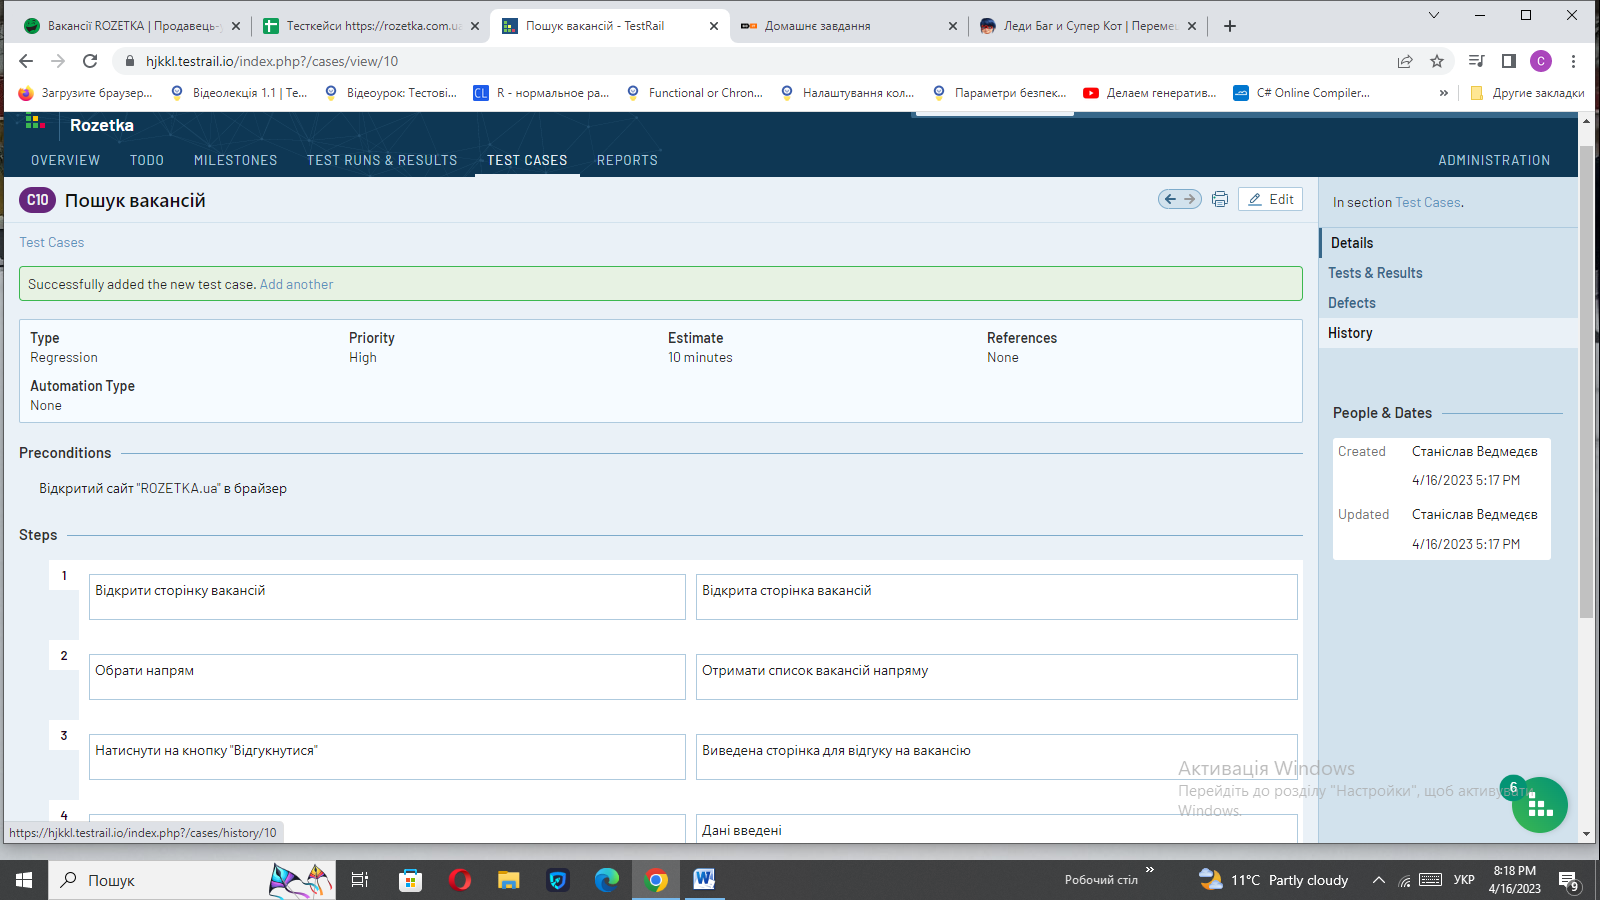 Вакансії ROZETKA | Продавець-
Тесткейси https://rozetka.com.ua
Пошук вакансій - TestRail
Домашнє завдання
Леди Баг и Супер Кот | Перемещ
hjkkl.testrail.io/index.php?/cases/view/10
C
Загрузите браузер...
Відеолекція 1.1 | Те...
Відеоурок: Тестові...
CL
R - нормальное ра...
Functional or Chron...
Налаштування кол...
Параметри безпек...
Делаем генератив...
C# Online Compiler...
»
Другие закладки
Rozetka
OVERVIEW
TODO
MILESTONES
TEST RUNS & RESULTS
TEST CASES
REPORTS
ADMINISTRATION
C10
Пошук вакансій
Edit
In section Test Cases.
Test Cases
Details
Tests & Results
Defects
History
Successfully added the new test case. Add another
Type
Regression
Priority
High
Estimate
10 minutes
References
None
Automation Type
None
People & Dates
Created
Станіслав Ведмедєв
4/16/2023 5:17 PM
Updated
Станіслав Ведмедєв
4/16/2023 5:17 PM
Preconditions
Відкритий сайт "ROZETKA.ua" в брайзер
Steps
1
Відкрити сторінку вакансій
Відкрита сторінка вакансій
2
Обрати напрям
Отримати список вакансій напряму
3
Натиснути на кнопку "Відгукнутися"
Виведена сторінка для відгуку на вакансію
4
Дані введені
Активація Windows
Перейдіть до розділу "Настройки", щоб активувати
Windows.
6
https://hjkkl.testrail.io/index.php?/cases/history/10
Пошук
Робочий стіл
»
11°C Partly cloudy
УКР
8:18 PM
4/16/2023
9